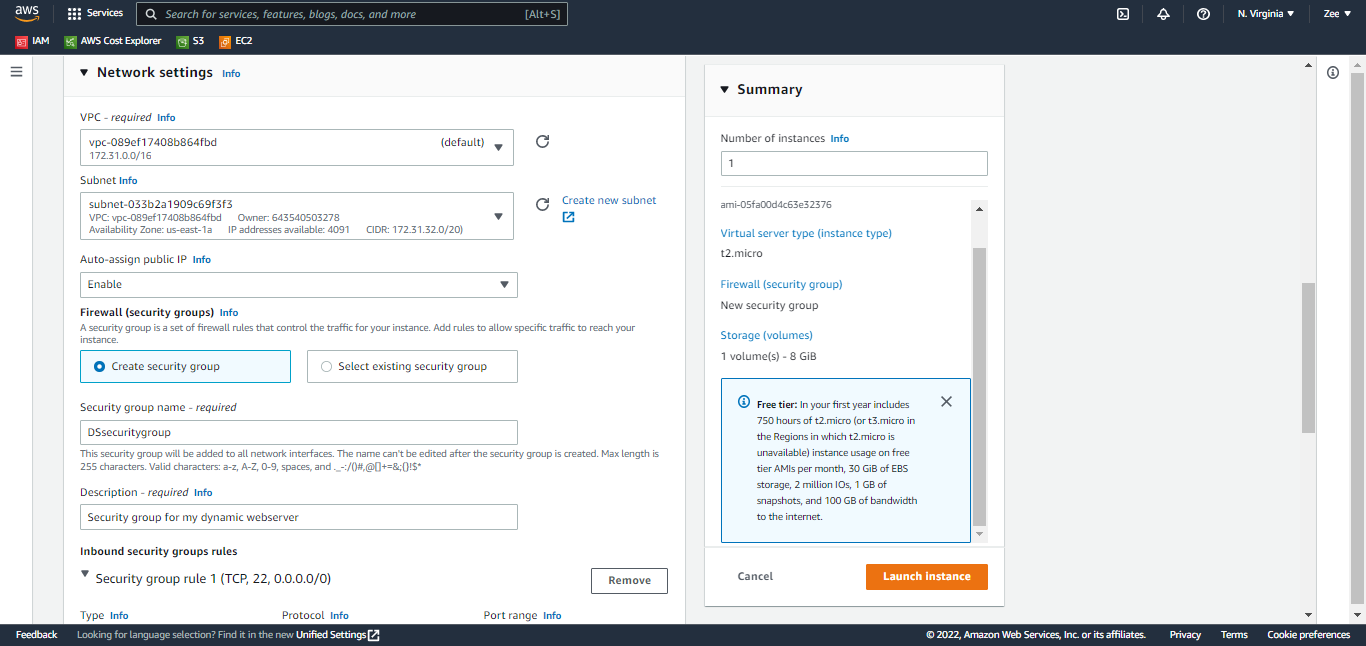 aws
Services
Search for services, features, blogs, docs, and more
[Alt+S]
N. Virginia
Zee
IAM
AWS Cost Explorer
S3
EC2
Network settings Info
VPC - required Info
vpc-089ef17408b864fbd (default)
172.31.0.0/16
Subnet Info
subnet-033b2a1909c69f3f3
VPC: vpc-089ef17408b864fbd Owner: 643540503278
Availability Zone: us-east-1a IP addresses available: 4091 CIDR: 172.31.32.0/20)
Create new subnet
Auto-assign public IP Info
Enable
Firewall (security groups) Info
A security group is a set of firewall rules that control the traffic for your instance. Add rules to allow specific traffic to reach your
instance.
Create security group
Select existing security group
Security group name - required
DSsecuritygroup
This security group will be added to all network interfaces. The name can't be edited after the security group is created. Max length is
255 characters. Valid characters: a-z, A-Z, 0-9, spaces, and ._-:/()#,@[]+=&;{}!$*
Description - required Info
Security group for my dynamic webserver
Inbound security groups rules
Security group rule 1 (TCP, 22, 0.0.0.0/0)
Remove
Type Info
Protocol Info
Port range Info
Summary
Number of instances Info
1
ami-05fa00d4c63e32376
Virtual server type (instance type)
t2.micro
Firewall (security group)
New security group
Storage (volumes)
1 volume(s) - 8 GiB
Free tier: In your first year includes
750 hours of t2.micro (or t3.micro in
the Regions in which t2.micro is
unavailable) instance usage on free
tier AMIs per month, 30 GiB of EBS
storage, 2 million IOs, 1 GB of
snapshots, and 100 GB of bandwidth
to the internet.
Cancel
Launch instance
Feedback
Looking for language selection? Find it in the new Unified Settings
© 2022, Amazon Web Services, Inc. or its affiliates.
Privacy
Terms
Cookie preferences